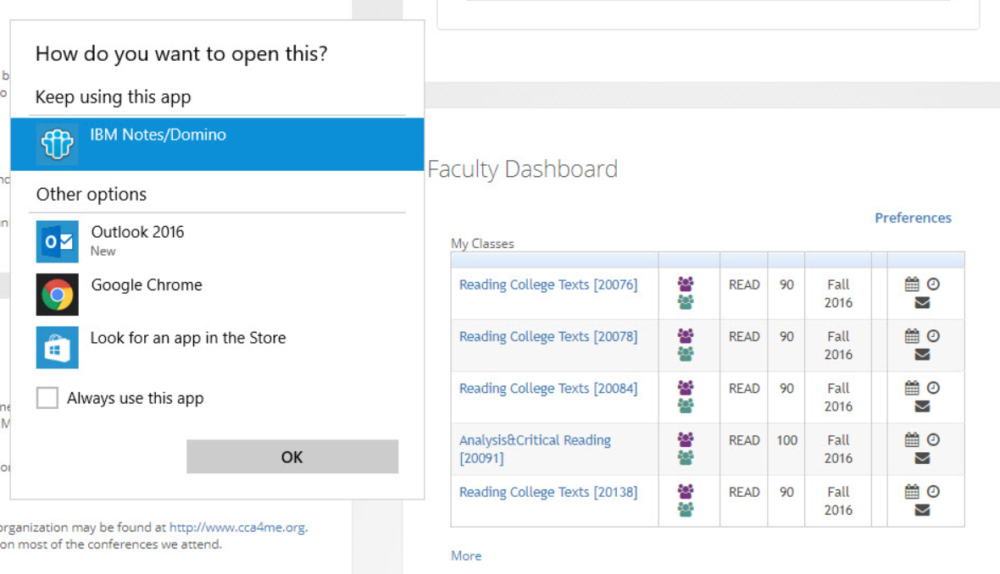 How do you want to open this?
Keep using this app
IBM Notes/Domino
Other options
Outlook 2016
New
Google Chrome
Look for an app in the Store
Always use this app
OK
organization may be found at http://www.cca4me.org.
on most of the conferences we attend.
Faculty Dashboard
Preferences
My Classes
Reading College Texts [20076] READ 90 Fall
2016
Reading College Texts [20078] READ 90 Fall
2016
Reading College Texts [20084] READ 90 Fall
2016
Analysis&Critical Reading READ 100 Fall
[20091] 2016
Reading College Texts [20138] READ 90 Fall
2016
More